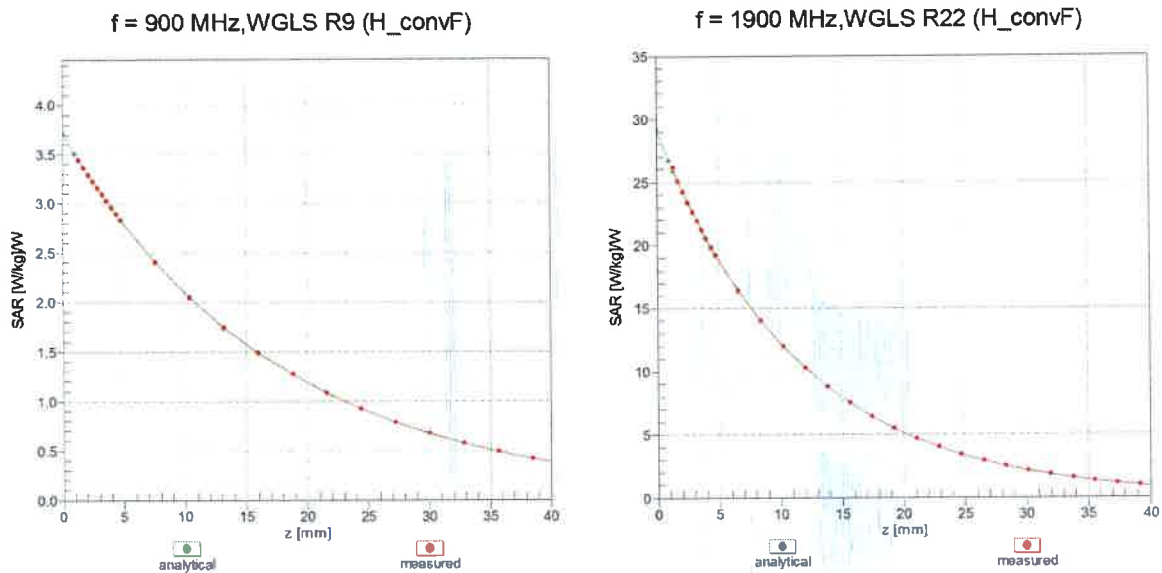 f = 900 MHz,WGLS R9 (H_convF)
SAR [W/kg]/W
4.0
3.5
3.0
2.5
2.0
1.5
1.0
0.5
0.0
0 5 10 15 20 25 30 35 40
z [mm]
analytical measured
f = 1900 MHz,WGLS R22 (H_convF)
SAR [W/kg]/W
35
30
25
20
15
10
5
0
0 5 10 15 20 25 30 35 40
z [mm]
analytical measured